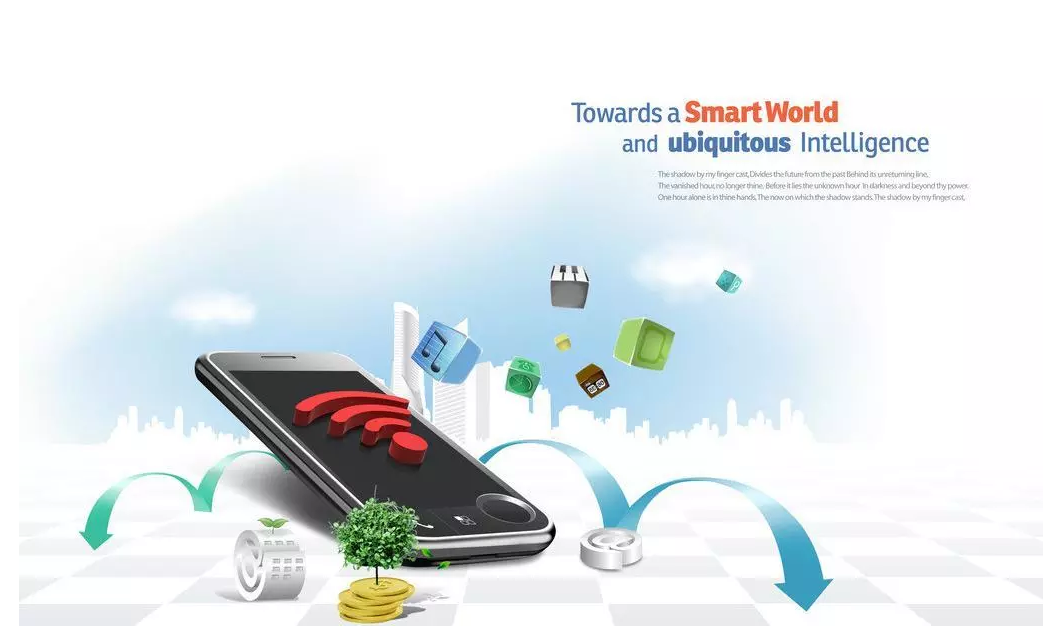 Towards a Smart World
and ubiquitous Intelligence
The shadow by my finger cast, Divides the future from the past Behind its unreturning line,
The vanished hour, no longer thine. Before it lies the unknown hour In darkness and beyond thy power.
One hour alone is in thine hands, The now on which the shadow stands. The shadow by my finger cast,